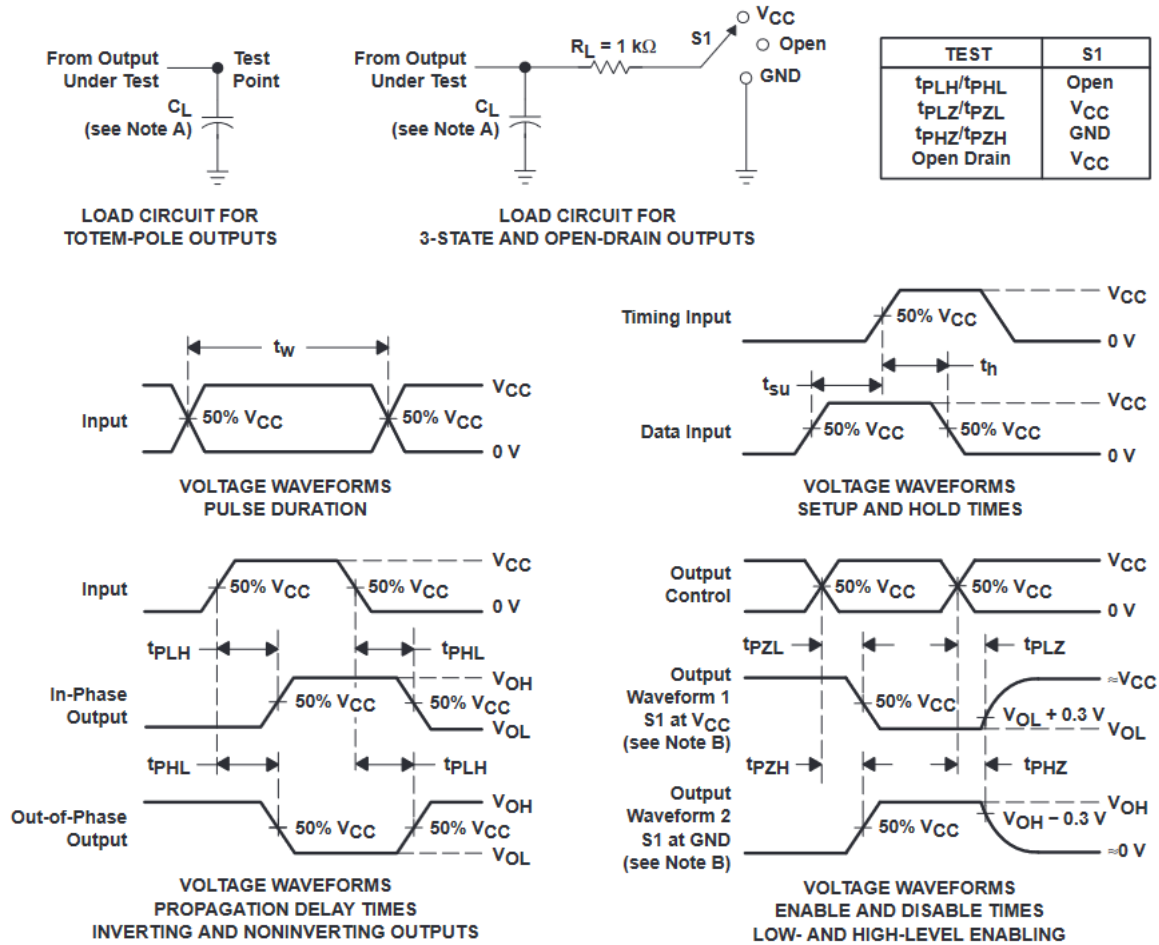 From Output
Under Test
Test
Point
CL
(see Note A)
LOAD CIRCUIT FOR
TOTEM-POLE OUTPUTS
From Output
Under Test
CL
(see Note A)
RL = 1 kΩ
S1
VCC
Open
GND
LOAD CIRCUIT FOR
3-STATE AND OPEN-DRAIN OUTPUTS
TEST S1
tPLH/tPHL Open
tPLZ/tPZL VCC
tPHZ/tPZH GND
Open Drain VCC
tw
Input
50% VCC
50% VCC
VCC
0 V
VOLTAGE WAVEFORMS
PULSE DURATION
Timing Input
50% VCC
VCC
0 V
tsu
th
Data Input
50% VCC
50% VCC
VCC
0 V
VOLTAGE WAVEFORMS
SETUP AND HOLD TIMES
Input
50% VCC
50% VCC
VCC
0 V
tPLH
tPHL
In-Phase
Output
50% VCC
50% VCC
VOH
VOL
tPHL
tPLH
Out-of-Phase
Output
50% VCC
50% VCC
VOH
VOL
VOLTAGE WAVEFORMS
PROPAGATION DELAY TIMES
INVERTING AND NONINVERTING OUTPUTS
Output
Control
50% VCC
50% VCC
VCC
0 V
tPZL
tPLZ
Output
Waveform 1
S1 at VCC
(see Note B)
50% VCC
≈VCC
VOL + 0.3 V
VOL
tPZH
tPHZ
Output
Waveform 2
S1 at GND
(see Note B)
50% VCC
VOH
VOH − 0.3 V
≈0 V
VOLTAGE WAVEFORMS
ENABLE AND DISABLE TIMES
LOW- AND HIGH-LEVEL ENABLING